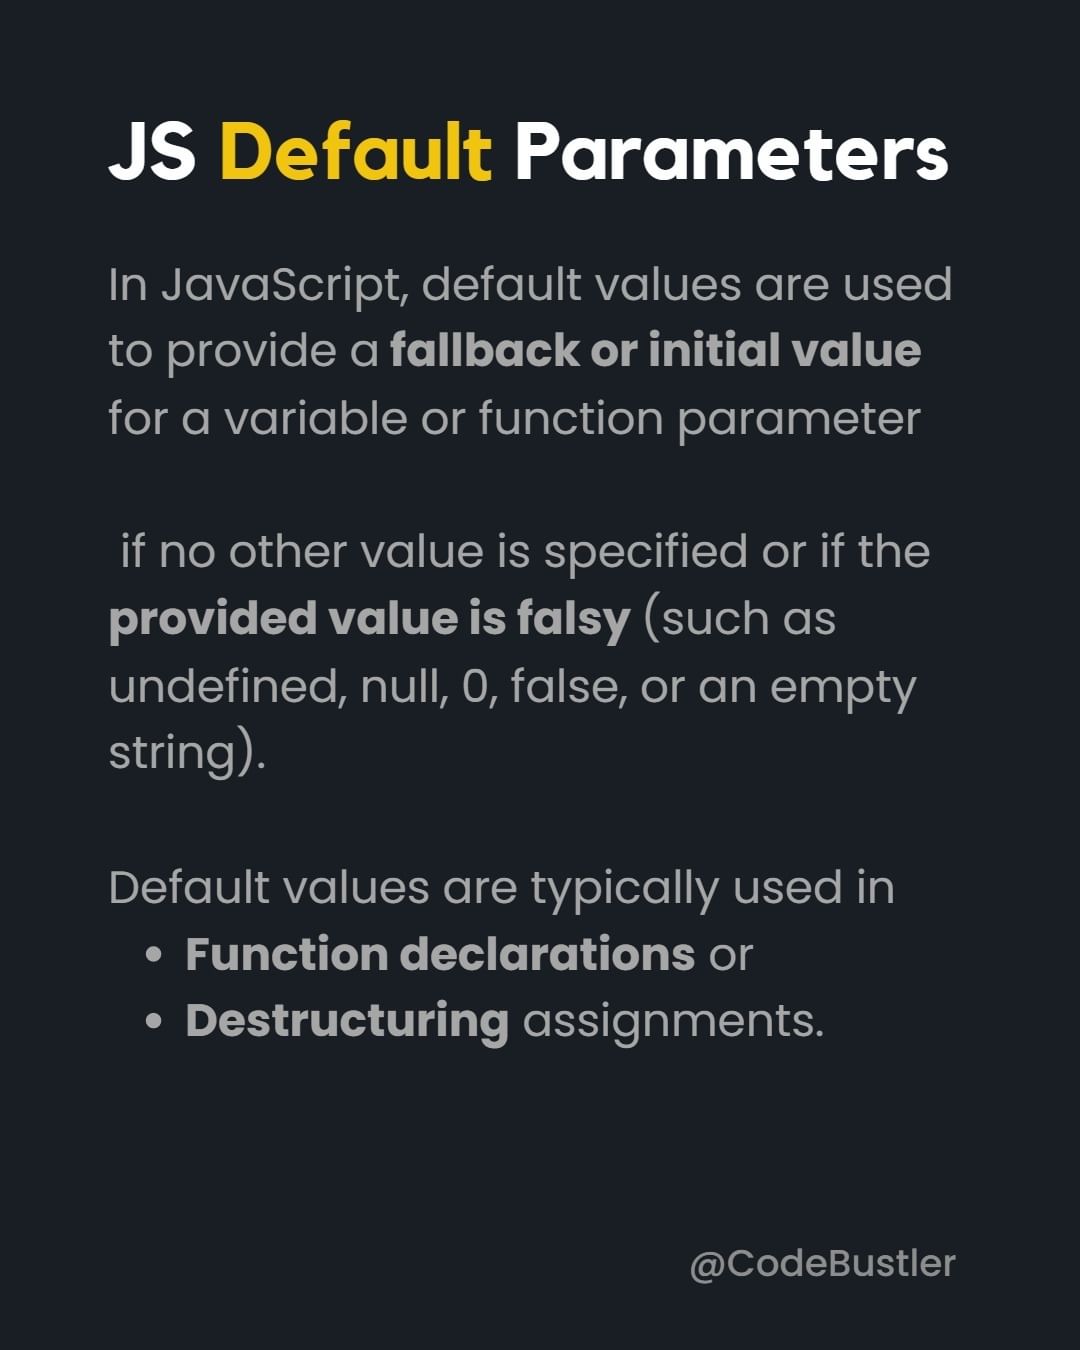 JS Default Parameters
In JavaScript, default values are used
to provide a fallback or initial value
for a variable or function parameter
if no other value is specified or if the
provided value is falsy (such as
undefined, null, 0, false, or an empty
string).
Default values are typically used in
• Function declarations or
• Destructuring assignments.
@CodeBustler